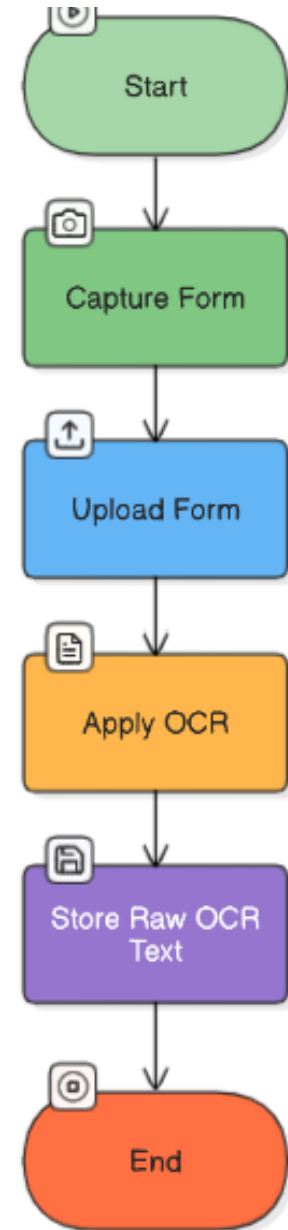 Start
Capture Form
Upload Form
Apply OCR
Store Raw OCR
Text
End